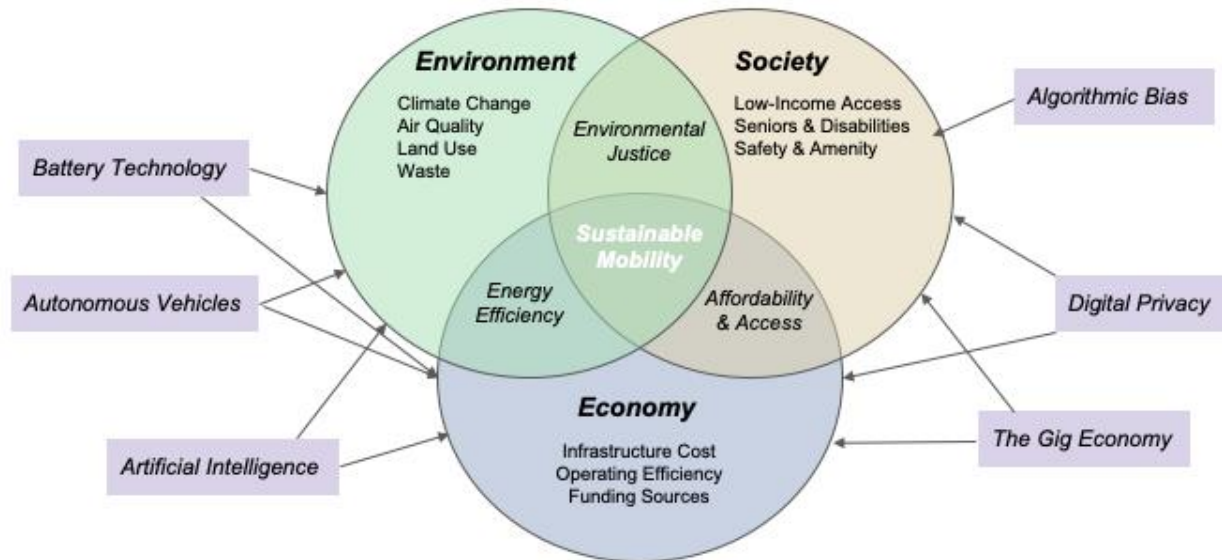 Environment
Climate Change
Air Quality
Land Use
Waste
Environmental
Justice
Society
Low-Income Access
Seniors & Disabilities
Safety & Amenity
Algorithmic Bias
Battery Technology
Sustainable
Mobility
Autonomous Vehicles
Energy
Efficiency
Affordability
& Access
Digital Privacy
Economy
Infrastructure Cost
Operating Efficiency
Funding Sources
Artificial Intelligence
The Gig Economy